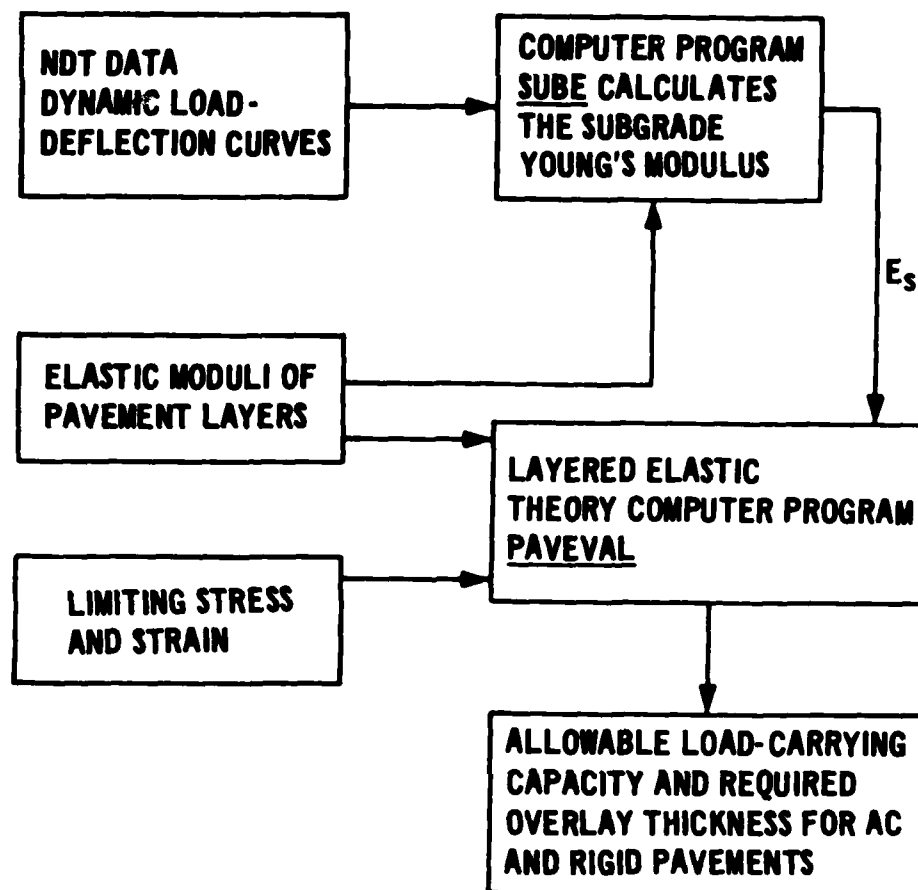 NDT DATA
DYNAMIC LOAD-
DEFLECTION CURVES
COMPUTER PROGRAM
SUBE CALCULATES
THE SUBGRADE
YOUNG'S MODULUS
Es
ELASTIC MODULI OF
PAVEMENT LAYERS
LAYERED ELASTIC
THEORY COMPUTER PROGRAM
PAVEVAL
LIMITING STRESS
AND STRAIN
ALLOWABLE LOAD-CARRYING
CAPACITY AND REQUIRED
OVERLAY THICKNESS FOR AC
AND RIGID PAVEMENTS